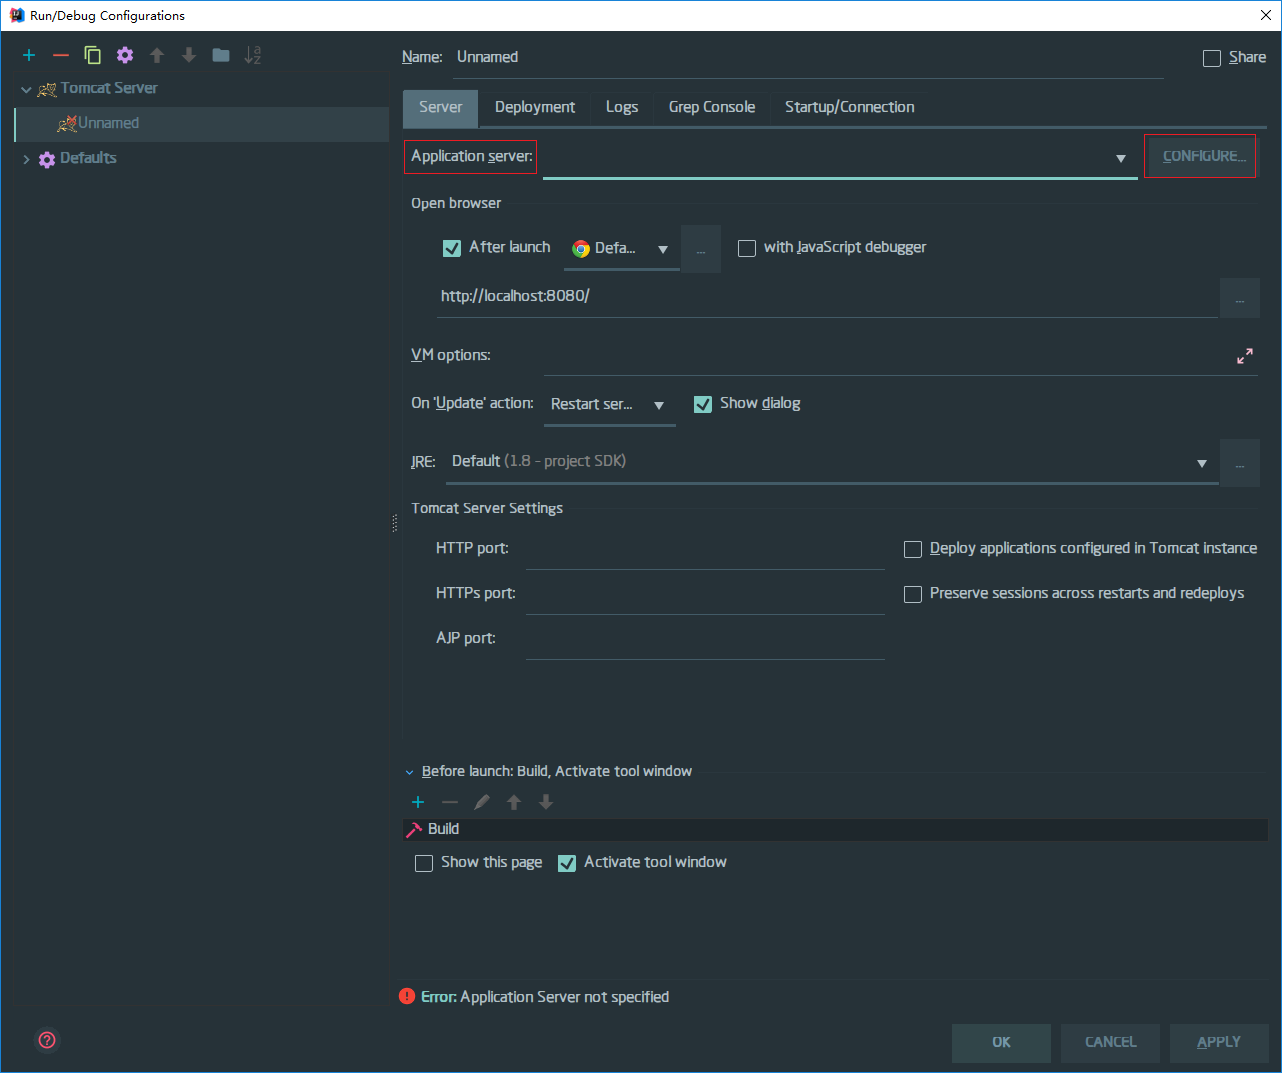 Run/Debug Configurations
Name: Unnamed
Share
Tomcat Server
Unnamed
Defaults
Server Deployment Logs Grep Console Startup/Connection
Application server:
CONFIGURE...
Open browser
After launch Defa... ... with JavaScript debugger
http://localhost:8080/ ...
VM options:
On 'Update' action: Restart ser... Show dialog
JRE: Default (1.8 - project SDK) ...
Tomcat Server Settings
HTTP port: Deploy applications configured in Tomcat instance
HTTPs port: Preserve sessions across restarts and redeploys
AJP port:
Before launch: Build, Activate tool window
Build
Show this page Activate tool window
Error: Application Server not specified
OK CANCEL APPLY